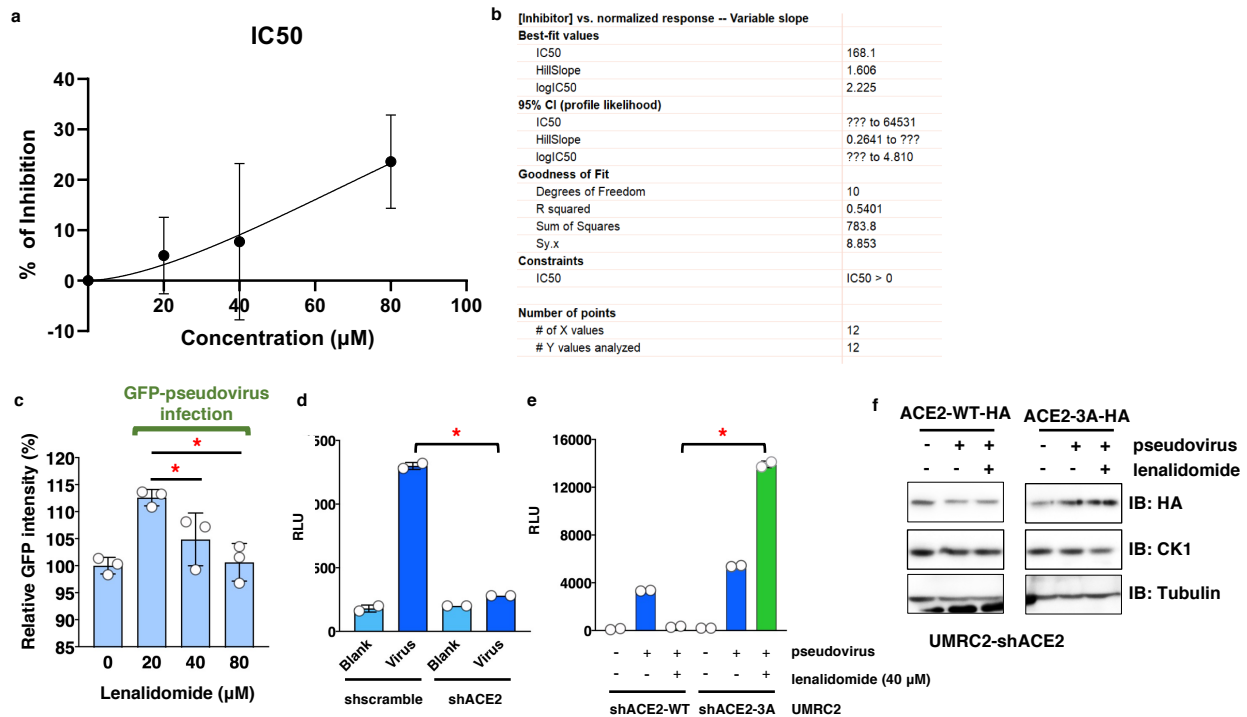 a
IC50
40
30
20
10
0
-10
20
40
60
80
100
% of Inhibition
Concentration (µM)
b
[Inhibitor] vs. normalized response -- Variable slope
Best-fit values
IC50 168.1
HillSlope 1.606
logIC50 2.225
95% CI (profile likelihood)
IC50 ??? to 64531
HillSlope 0.2641 to ???
logIC50 ??? to 4.810
Goodness of Fit
Degrees of Freedom 10
R squared 0.5401
Sum of Squares 783.8
Sy.x 8.853
Constraints
IC50 IC50 > 0
Number of points
# of X values 12
# Y values analyzed 12
c
GFP-pseudovirus
infection
Relative GFP intensity (%)
120
115
110
105
100
95
90
85
* *
0 20 40 80
Lenalidomide (µM)
d
RLU
500
500
0
*
Blank Virus Blank Virus
shscramble shACE2
e
RLU
16000
12000
8000
4000
0
*
- + + - + + pseudovirus
- - + - - + lenalidomide (40 µM)
shACE2-WT shACE2-3A UMRC2
f
ACE2-WT-HA ACE2-3A-HA
- + + - + + pseudovirus
- - + - - + lenalidomide
IB: HA
IB: CK1
IB: Tubulin
UMRC2-shACE2